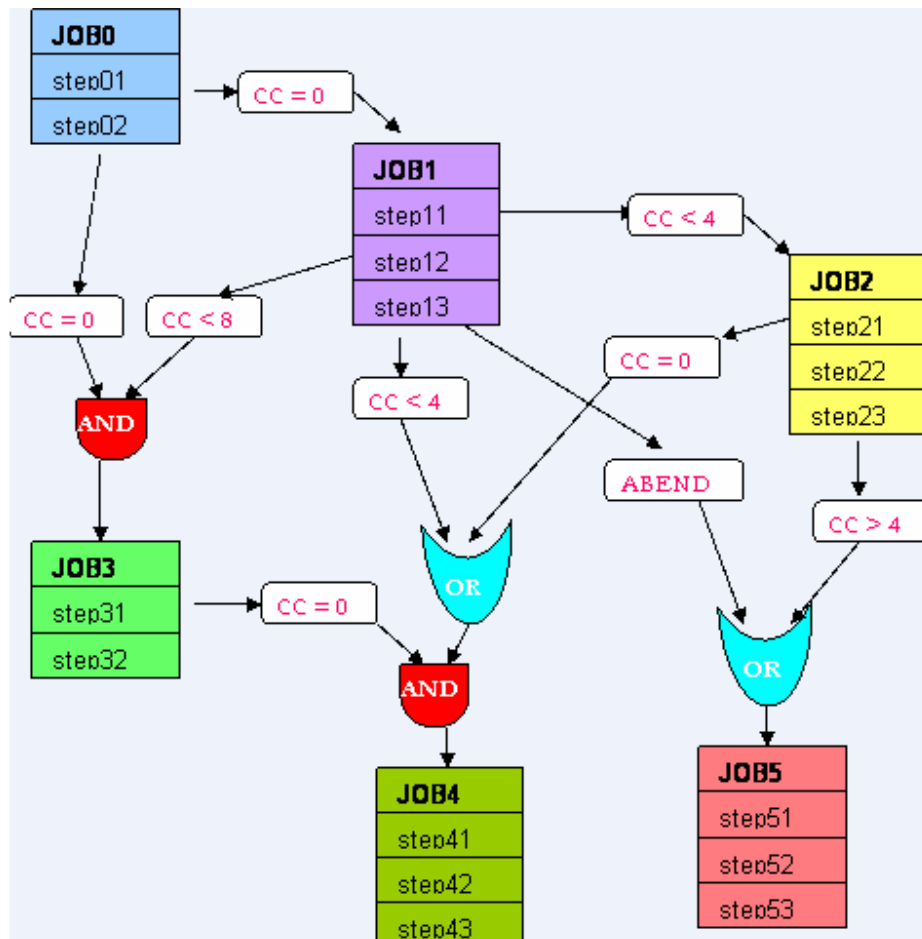 JOB0
step01
step02
CC = 0
JOB1
step11
step12
step13
CC < 4
JOB2
step21
step22
step23
CC = 0
CC < 8
CC = 0
CC < 4
AND
ABEND
CC > 4
OR
JOB3
step31
step32
CC = 0
AND
OR
JOB4
step41
step42
step43
JOB5
step51
step52
step53